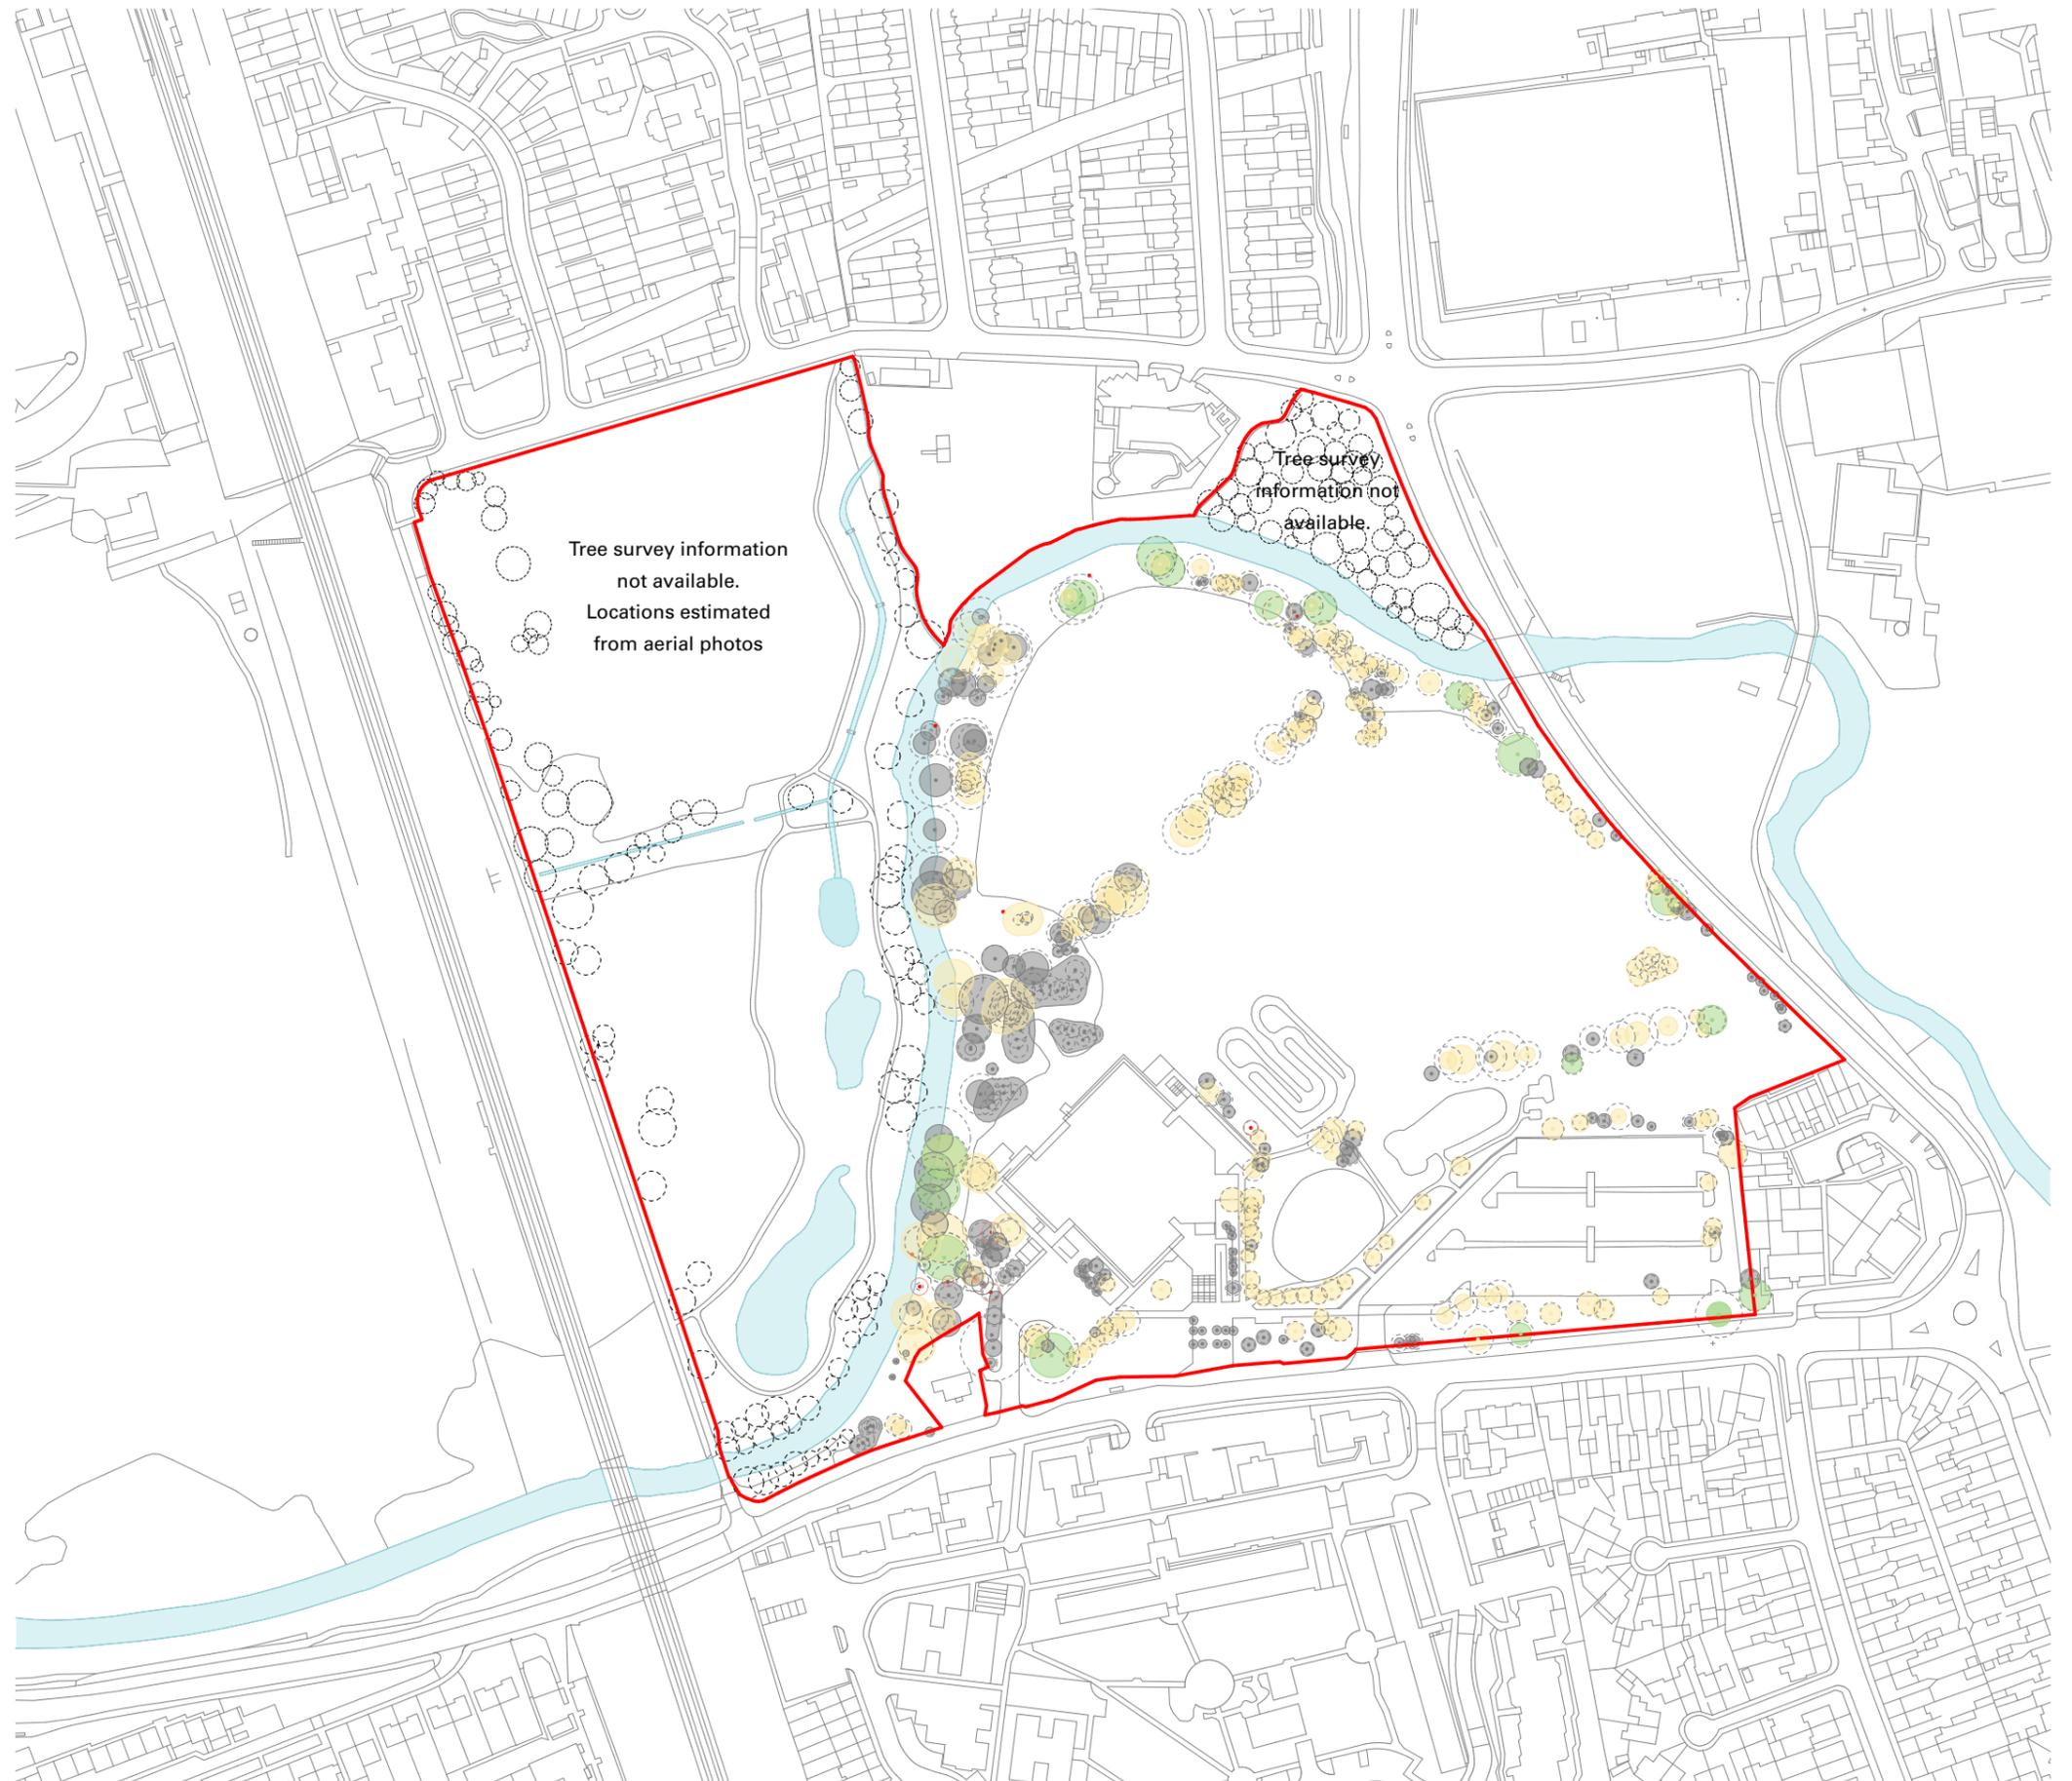 Tree survey
information not
available.
Tree survey information
not available.
Locations estimated
from aerial photos